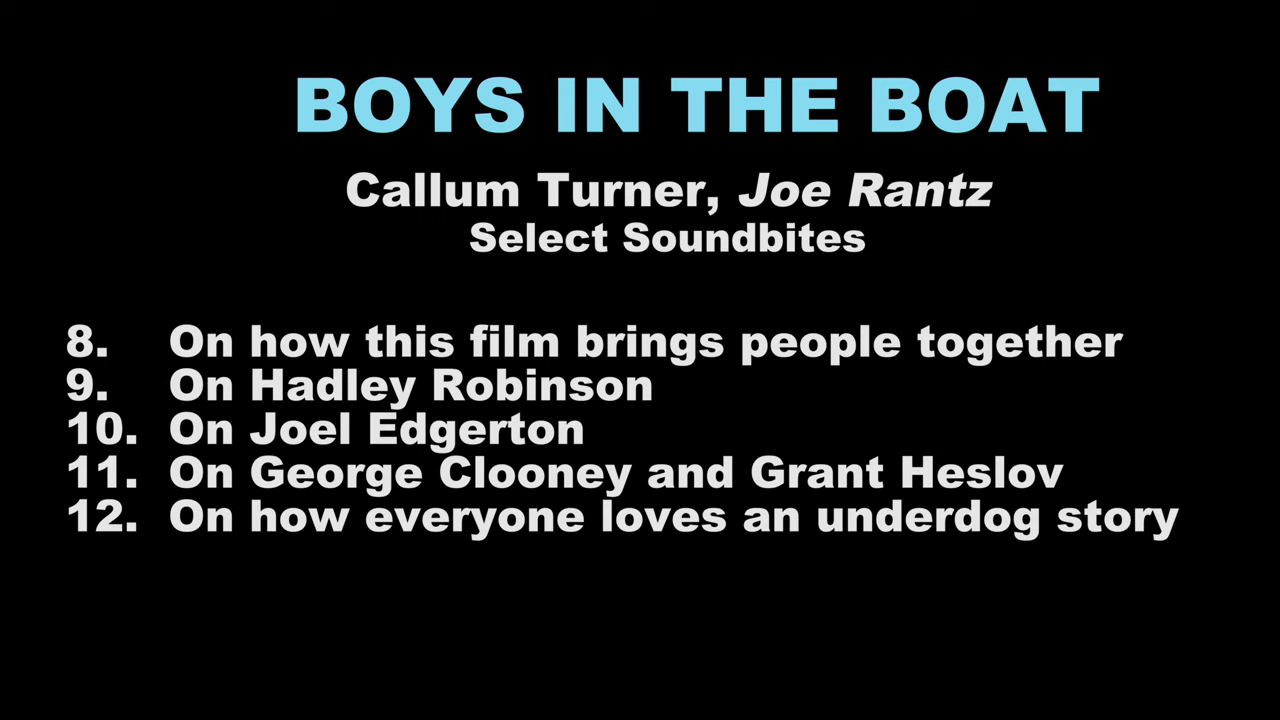 BOYS IN THE BOAT
Callum Turner, Joe Rantz
Select Soundbites
8. On how this film brings people together
9. On Hadley Robinson
10. On Joel Edgerton
11. On George Clooney and Grant Heslov
12. On how everyone loves an underdog story